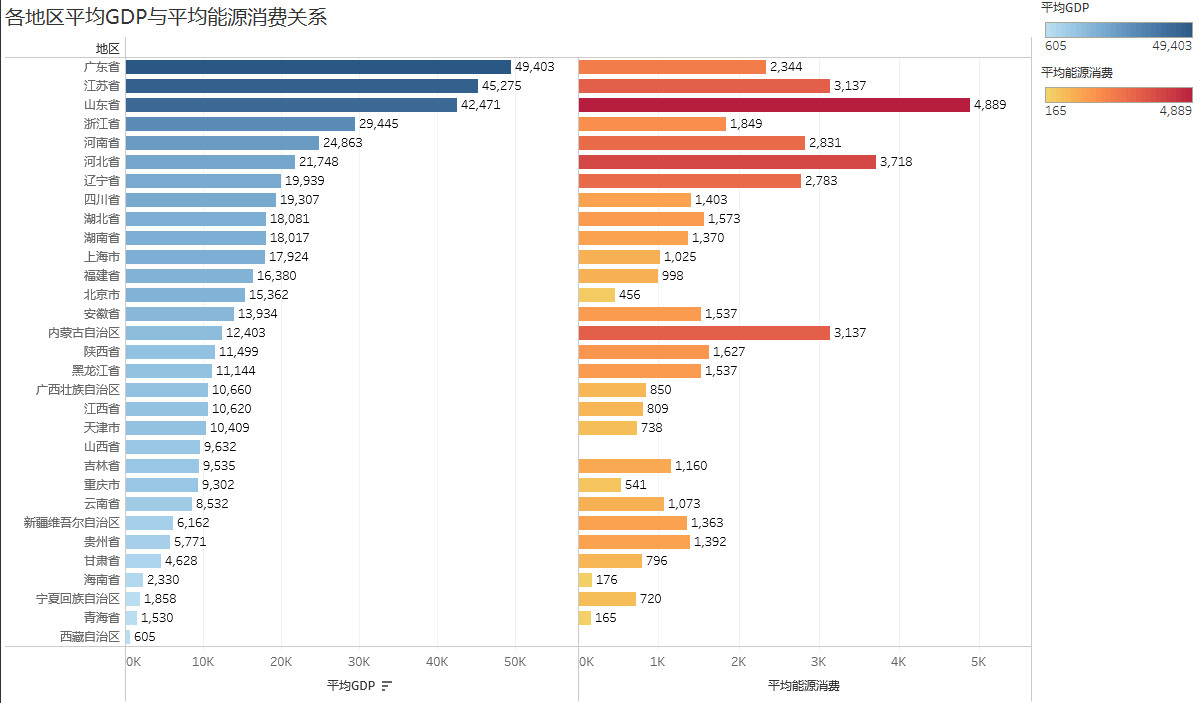 各地区平均GDP与平均能源消费关系
地区
广东省 49,403 2,344
江苏省 45,275 3,137
山东省 42,471 4,889
浙江省 29,445 1,849
河南省 24,863 2,831
河北省 21,748 3,718
辽宁省 19,939 2,783
四川省 19,307 1,403
湖北省 18,081 1,573
湖南省 18,017 1,370
上海市 17,924 1,025
福建省 16,380 998
北京市 15,362 456
安徽省 13,934 1,537
内蒙古自治区 12,403 3,137
陕西省 11,499 1,627
黑龙江省 11,144 1,537
广西壮族自治区 10,660 850
江西省 10,620 809
天津市 10,409 738
山西省 9,632
吉林省 9,535 1,160
重庆市 9,302 541
云南省 8,532 1,073
新疆维吾尔自治区 6,162 1,363
贵州省 5,771 1,392
甘肃省 4,628 796
海南省 2,330 176
宁夏回族自治区 1,858 720
青海省 1,530 165
西藏自治区 605
0K 10K 20K 30K 40K 50K 0K 1K 2K 3K 4K 5K
平均GDP 平均能源消费
平均GDP
605 49,403
平均能源消费
165 4,889